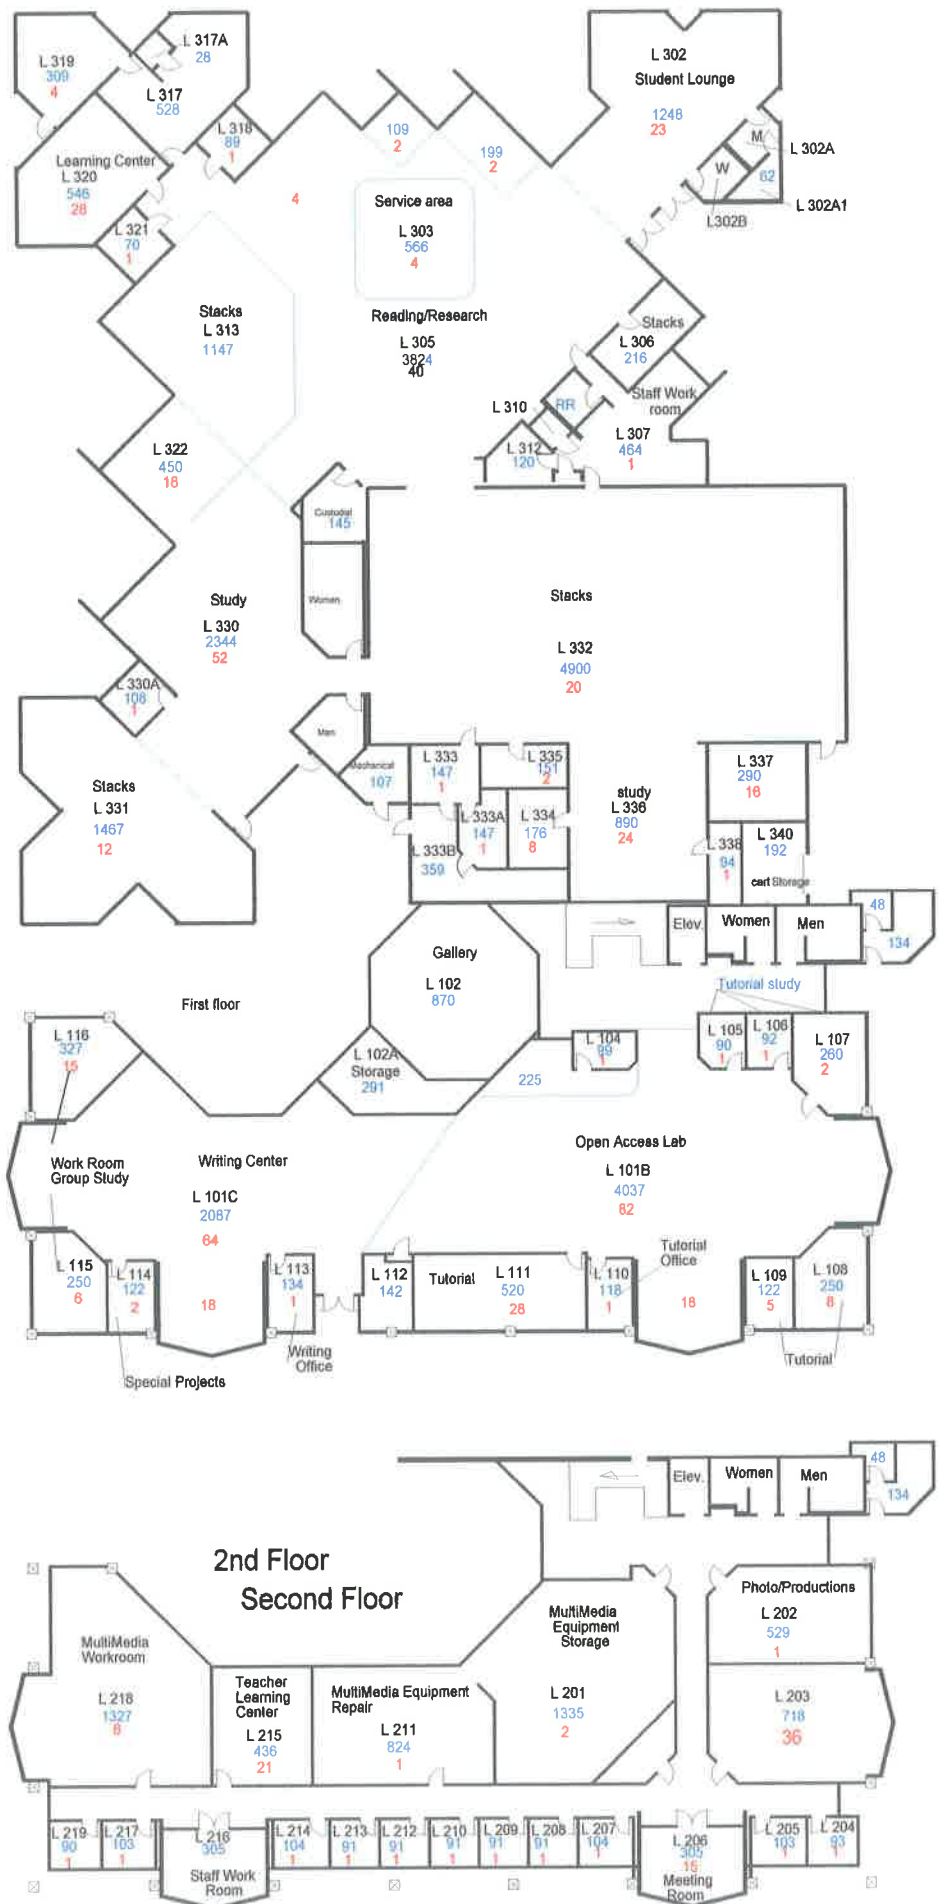 L 317A
28
L 319
309
4
L 317
528
L 318
89
1
Learning Center
L 320
546
28
L 321
70
1
109
2
199
2
4
L 302
Student Lounge
1248
23
M
L 302A
W
62
L 302A1
L302B
Service area
L 303
566
4
Reading/Research
L 305
3824
40
Stacks
L 313
1147
Stacks
L 306
216
Staff Work
room
RR
L 310
L 307
464
1
L 312
120
L 322
450
18
Custodial
145
Women
Study
L 330
2344
52
Stacks
L 332
4900
20
L 330A
108
1
Men
Mechanical
107
Stacks
L 331
1467
12
L 333
147
1
L 335
151
2
L 333A
147
1
L 334
176
8
L 333B
359
study
L 336
890
24
L 337
290
16
L 338
94
1
L 340
192
cart Storage
Elev.
Women
Men
48
134
Gallery
L 102
870
First floor
Tutorial study
L 116
327
15
L 102A
Storage
291
225
L 104
99
1
L 105
90
1
L 106
92
1
L 107
260
2
Work Room
Group Study
Writing Center
L 101C
2087
64
Open Access Lab
L 101B
4037
82
L 115
250
6
L 114
122
2
18
L 113
134
1
L 112
142
Tutorial
L 111
520
28
L 110
118
1
Tutorial
Office
18
L 109
122
5
L 108
250
8
Writing
Office
Special Projects
Tutorial
Elev.
Women
Men
48
134
2nd Floor
Second Floor
MultiMedia
Workroom
L 218
1327
8
Teacher
Learning
Center
L 215
436
21
MultiMedia Equipment
Repair
L 211
824
1
MultiMedia
Equipment
Storage
L 201
1335
2
Photo/Productions
L 202
529
1
L 203
718
36
L 219
90
1
L 217
103
1
L 216
305
Staff Work
Room
L 214
104
1
L 213
91
1
L 212
91
1
L 210
91
1
L 209
91
1
L 208
91
1
L 207
104
1
L 206
305
15
Meeting
Room
L 205
103
1
L 204
93
1